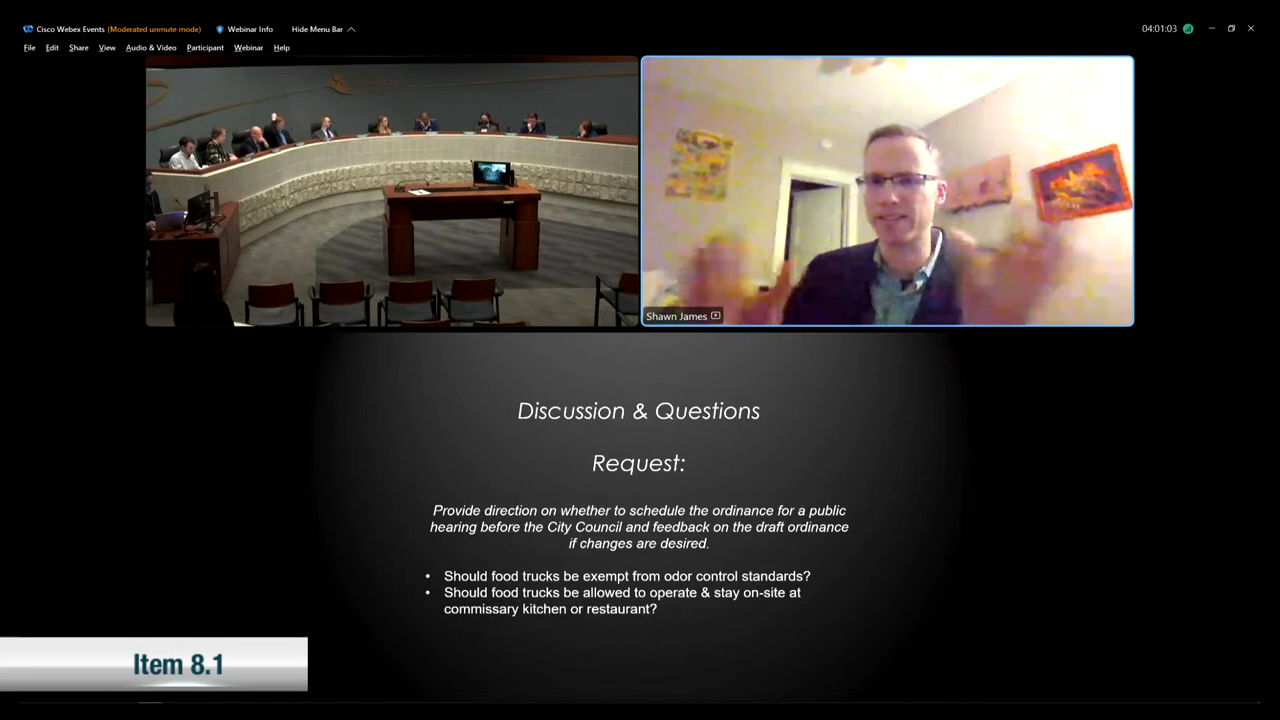 Cisco Webex Events (Moderated unmute mode) Webinar Info Hide Menu Bar 04:01:03
File Edit Share View Audio & Video Participant Webinar Help
Shawn James
Discussion & Questions
Request:
Provide direction on whether to schedule the ordinance for a public
hearing before the City Council and feedback on the draft ordinance
if changes are desired.
• Should food trucks be exempt from odor control standards?
• Should food trucks be allowed to operate & stay on-site at
commissary kitchen or restaurant?
Item 8.1